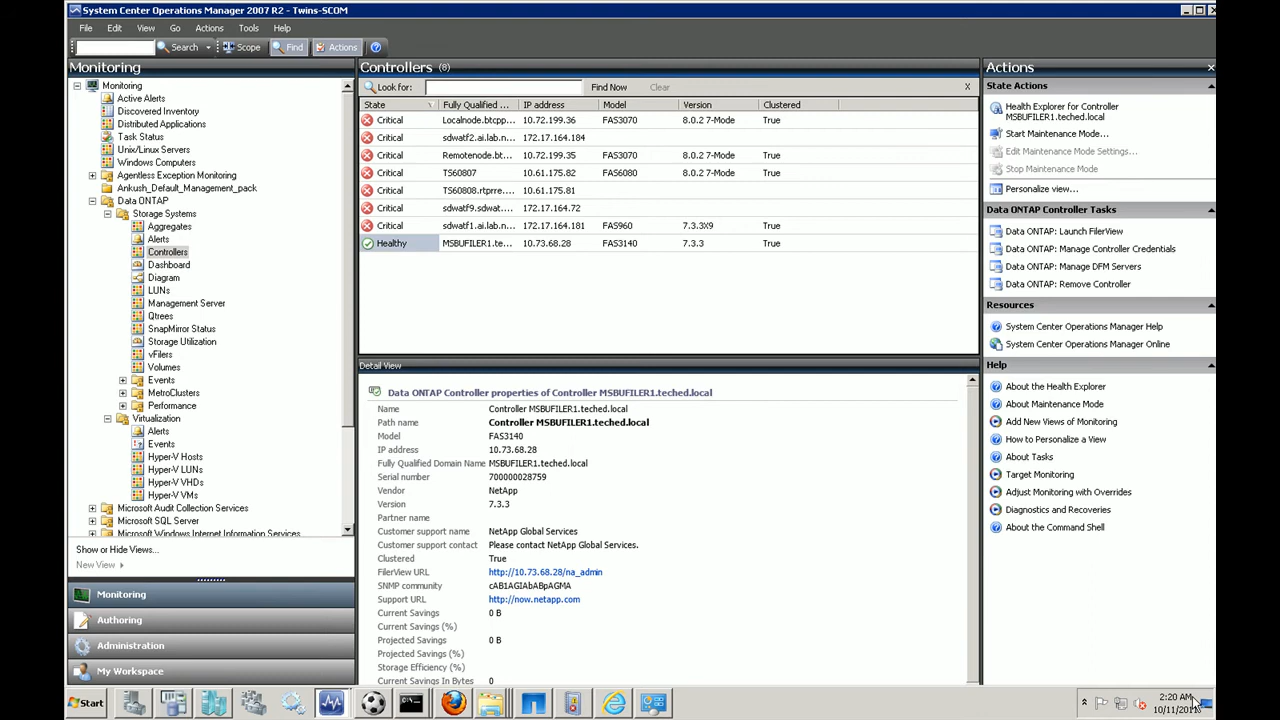 System Center Operations Manager 2007 R2 - Twins-SCOM
File Edit View Go Actions Tools Help
Search Scope Find Actions
Monitoring
Monitoring
Active Alerts
Discovered Inventory
Distributed Applications
Task Status
Unix/Linux Servers
Windows Computers
Agentless Exception Monitoring
Ankush_Default_Management_pack
Data ONTAP
Storage Systems
Aggregates
Alerts
Controllers
Dashboard
Diagram
LUNs
Management Server
Qtrees
SnapMirror Status
Storage Utilization
vFilers
Volumes
Events
MetroClusters
Performance
Virtualization
Alerts
Events
Hyper-V Hosts
Hyper-V LUNs
Hyper-V VHDs
Hyper-V VMs
Microsoft Audit Collection Services
Microsoft SQL Server
Microsoft Windows Internet Information Services
Show or Hide Views...
New View
Monitoring
Authoring
Administration
My Workspace
Controllers (8)
Look for: Find Now Clear x
State Fully Qualified ... IP address Model Version Clustered
Critical Localnode.btcpp... 10.72.199.36 FAS3070 8.0.2 7-Mode True
Critical sdwatf2.ai.lab.n... 172.17.164.184
Critical Remotenode.bt... 10.72.199.35 FAS3070 8.0.2 7-Mode True
Critical TS60807 10.61.175.82 FAS6080 8.0.2 7-Mode True
Critical TS60808.rtprre... 10.61.175.81
Critical sdwatf9.sdwat... 172.17.164.72
Critical sdwatf1.ai.lab.n... 172.17.164.181 FAS960 7.3.3X9 True
Healthy MSBUFILER1.te... 10.73.68.28 FAS3140 7.3.3 True
Detail View
Data ONTAP Controller properties of Controller MSBUFILER1.teched.local
Name Controller MSBUFILER1.teched.local
Path name Controller MSBUFILER1.teched.local
Model FAS3140
IP address 10.73.68.28
Fully Qualified Domain Name MSBUFILER1.teched.local
Serial number 700000028759
Vendor NetApp
Version 7.3.3
Partner name
Customer support name NetApp Global Services
Customer support contact Please contact NetApp Global Services.
Clustered True
FilerView URL http://10.73.68.28/na_admin
SNMP community cAB1AGIAbABpAGMA
Support URL http://now.netapp.com
Current Savings 0 B
Current Savings (%)
Projected Savings 0 B
Projected Savings (%)
Storage Efficiency (%)
Current Savings In Bytes 0
Actions x
State Actions
Health Explorer for Controller
MSBUFILER1.teched.local
Start Maintenance Mode...
Edit Maintenance Mode Settings...
Stop Maintenance Mode
Personalize view...
Data ONTAP Controller Tasks
Data ONTAP: Launch FilerView
Data ONTAP: Manage Controller Credentials
Data ONTAP: Manage DFM Servers
Data ONTAP: Remove Controller
Resources
System Center Operations Manager Help
System Center Operations Manager Online
Help
About the Health Explorer
About Maintenance Mode
Add New Views of Monitoring
How to Personalize a View
About Tasks
Target Monitoring
Adjust Monitoring with Overrides
Diagnostics and Recoveries
About the Command Shell
Start
2:20 AM
10/11/2011